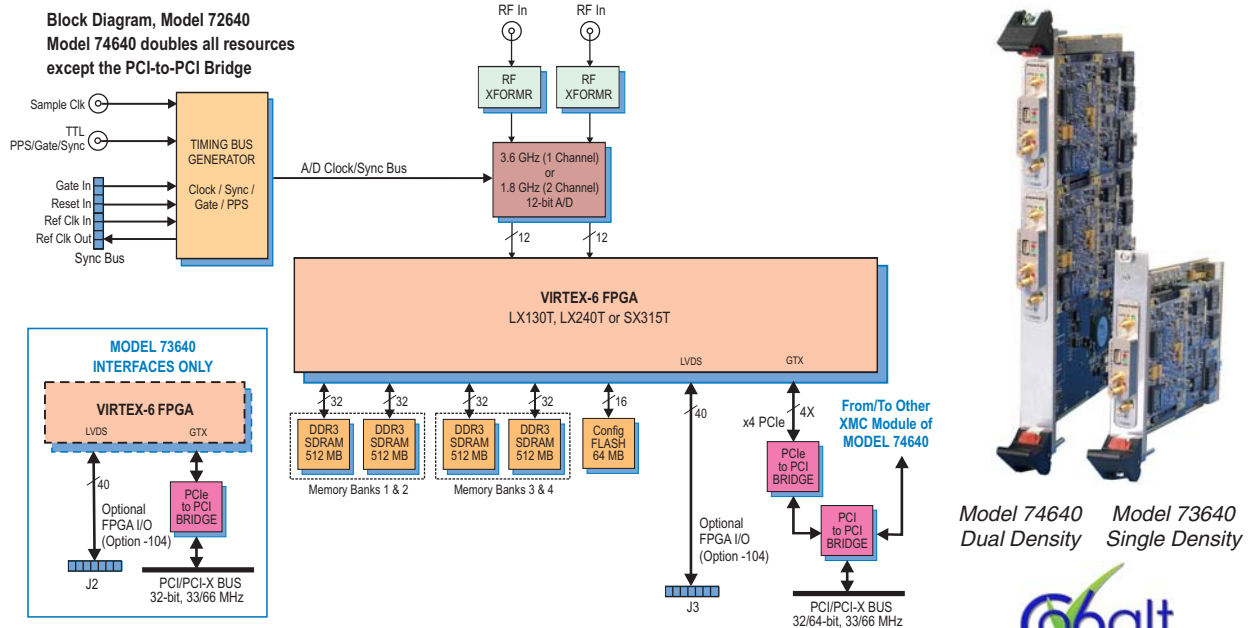 Block Diagram, Model 72640
Model 74640 doubles all resources
except the PCI-to-PCI Bridge
RF In
RF In
RF
XFORMR
RF
XFORMR
Sample Clk
TTL
PPS/Gate/Sync
Gate In
Reset In
Ref Clk In
Ref Clk Out
Sync Bus
TIMING BUS
GENERATOR
Clock / Sync /
Gate / PPS
A/D Clock/Sync Bus
3.6 GHz (1 Channel)
or
1.8 GHz (2 Channel)
12-bit A/D
12
12
VIRTEX-6 FPGA
LX130T, LX240T or SX315T
LVDS
GTX
32
32
32
32
16
40
4X
x4 PCIe
DDR3
SDRAM
512 MB
DDR3
SDRAM
512 MB
DDR3
SDRAM
512 MB
DDR3
SDRAM
512 MB
Config
FLASH
64 MB
Memory Banks 1 & 2
Memory Banks 3 & 4
From/To Other
XMC Module of
MODEL 74640
PCIe
to PCI
BRIDGE
PCI
to PCI
BRIDGE
Optional
FPGA I/O
(Option -104)
J3
PCI/PCI-X BUS
32/64-bit, 33/66 MHz
MODEL 73640
INTERFACES ONLY
VIRTEX-6 FPGA
LVDS
GTX
40
PCIe
to PCI
BRIDGE
Optional
FPGA I/O
(Option -104)
J2
PCI/PCI-X BUS
32-bit, 33/66 MHz
Model 74640
Dual Density
Model 73640
Single Density
Cobalt